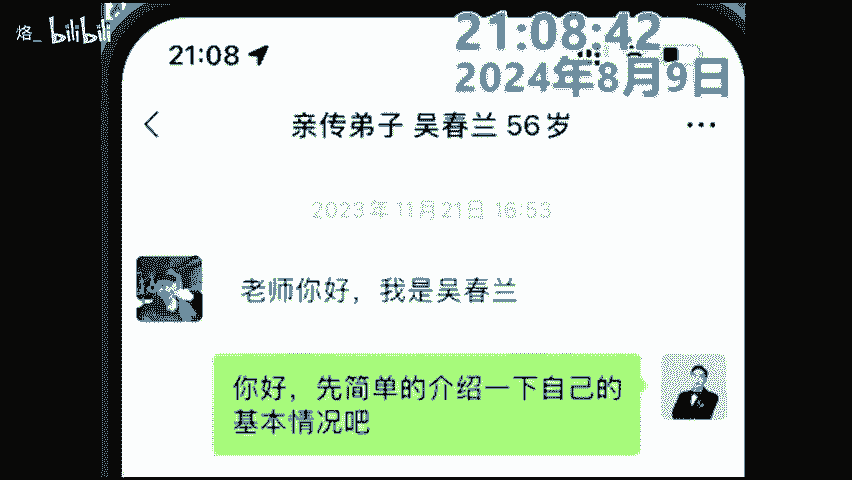 烙_ bilibili
21:08:42
21:08
2024年8月9日
亲传弟子 吴春兰 56岁
2023年11月21日 16:53
老师你好，我是吴春兰
你好，先简单的介绍一下自己的
基本情况吧